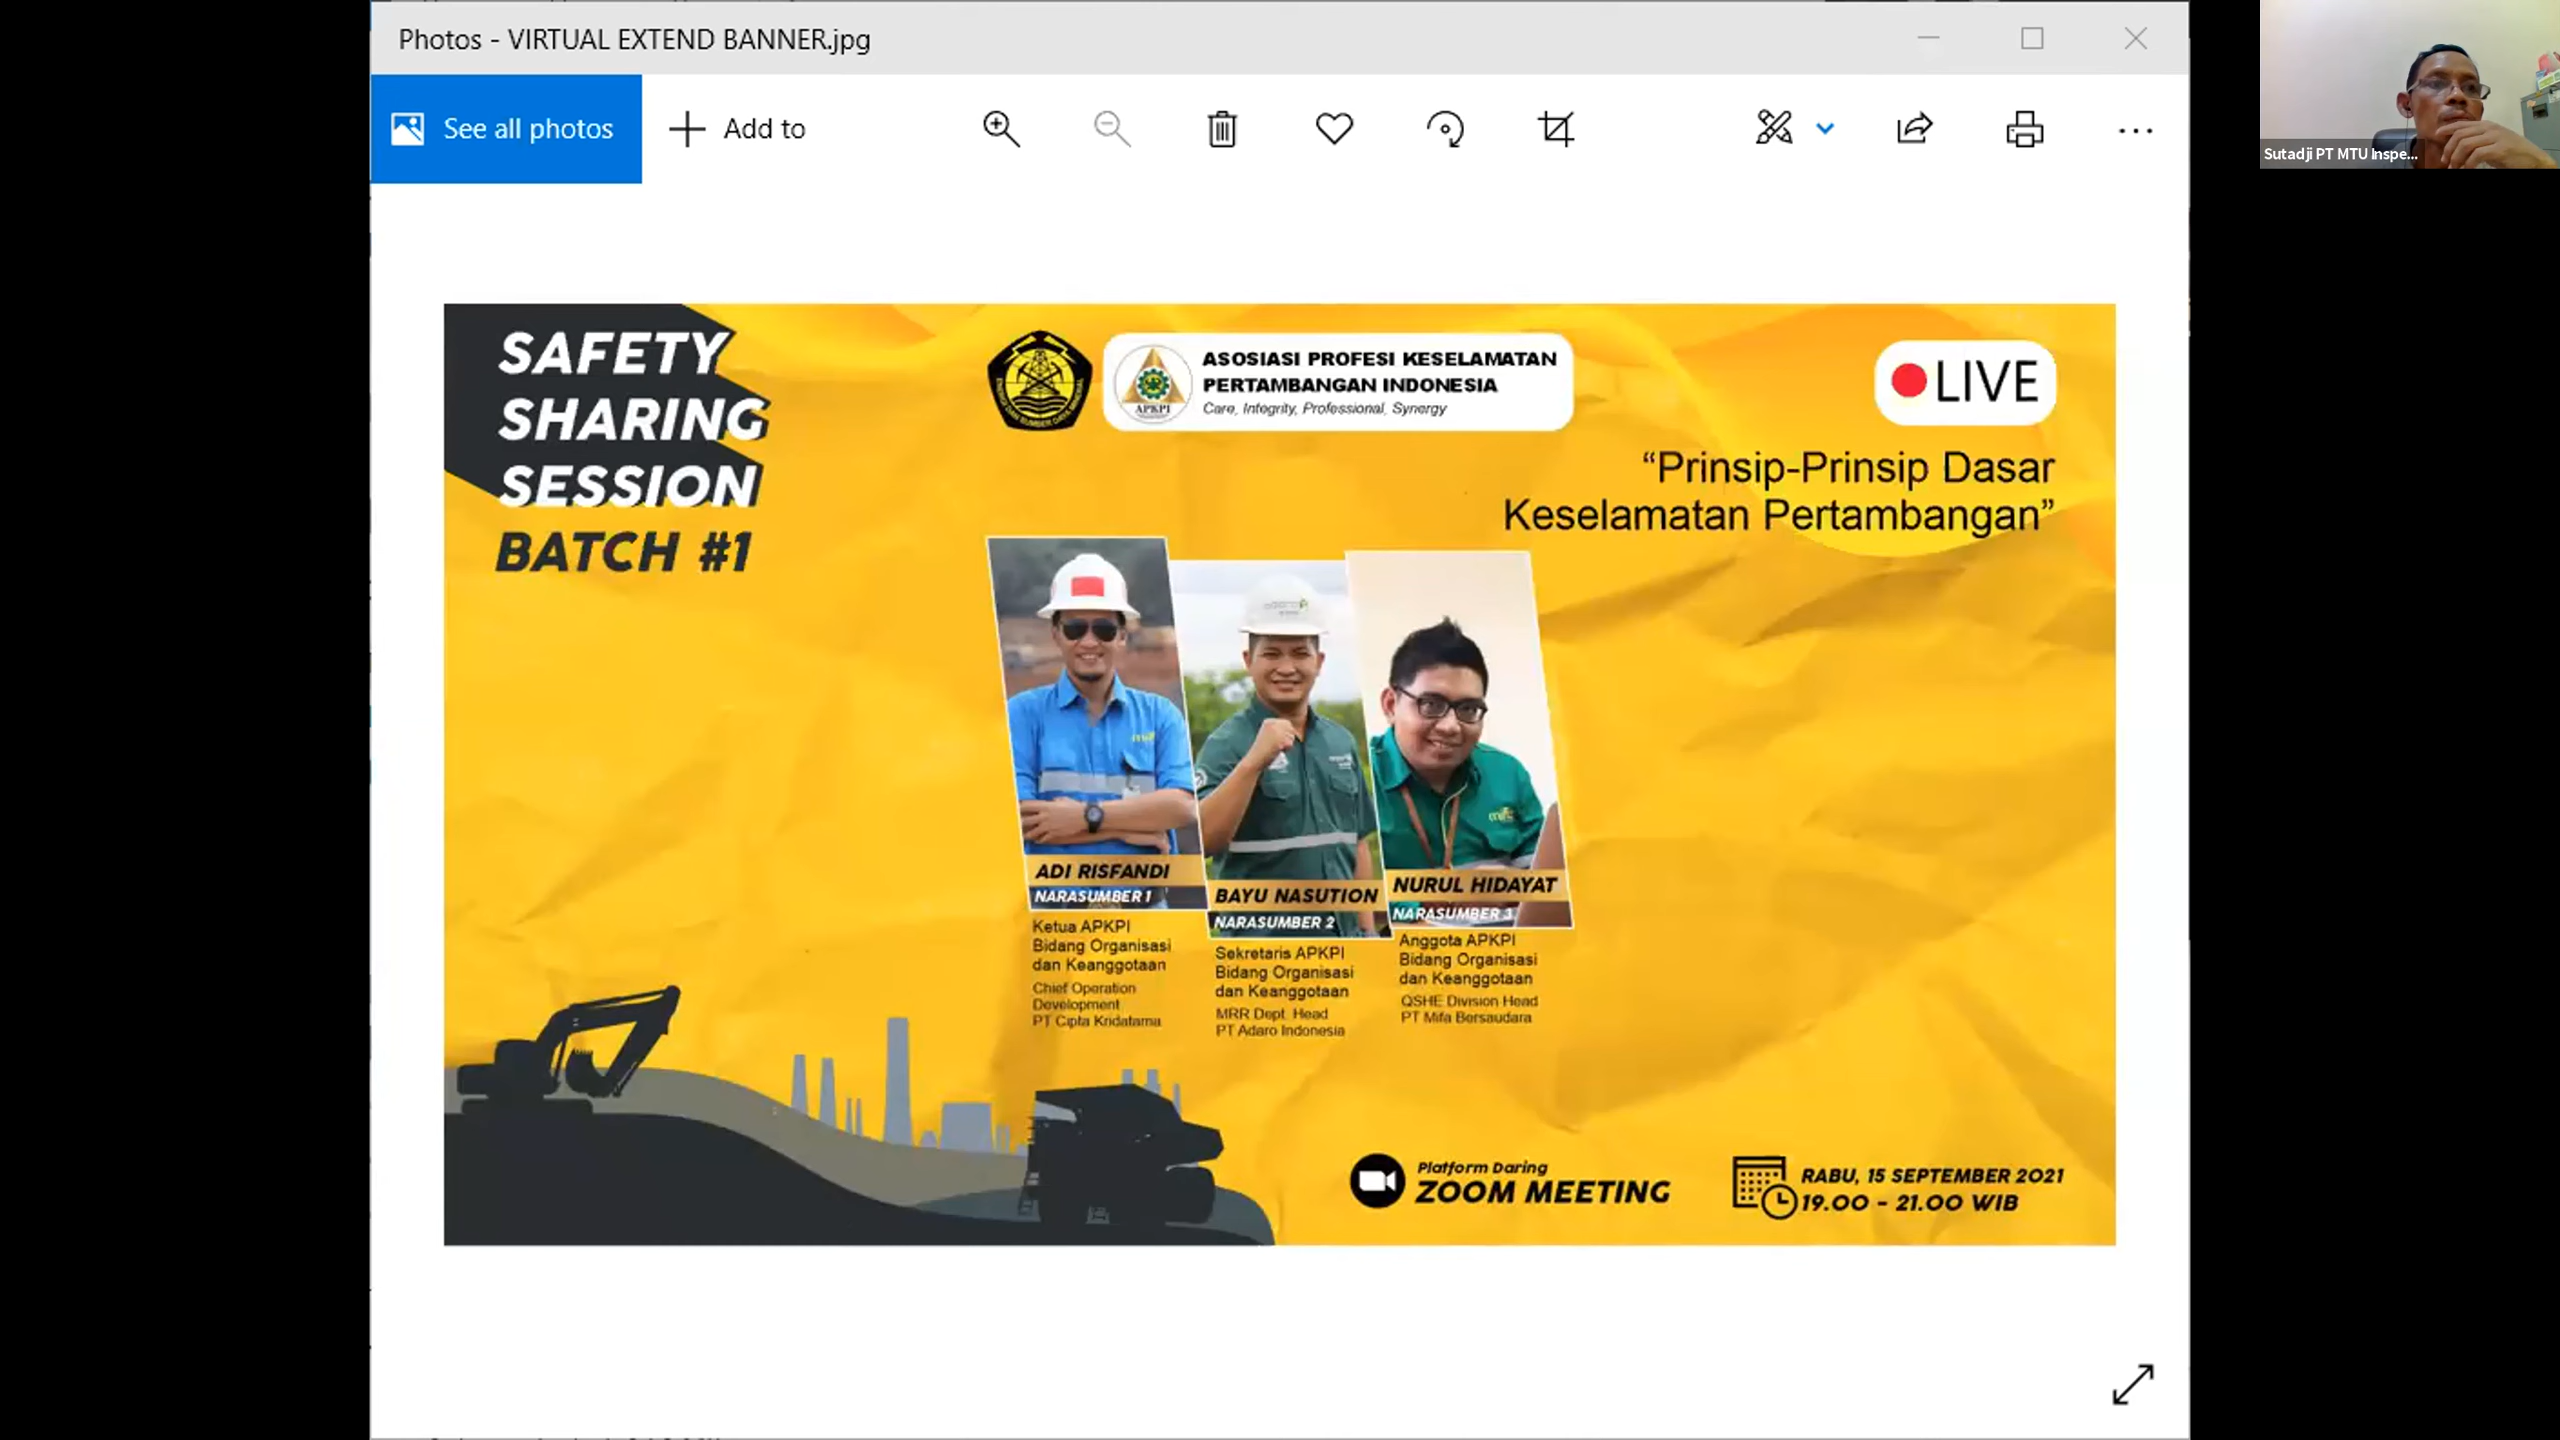 Photos - VIRTUAL EXTEND BANNER.jpg
See all photos
Add to
Sutadji PT MTU Inspe...
SAFETY
SHARING
SESSION
BATCH #1
ASOSIASI PROFESI KESELAMATAN
PERTAMBANGAN INDONESIA
Care, Integrity, Professional, Synergy
APKPI
LIVE
“Prinsip-Prinsip Dasar
Keselamatan Pertambangan”
ADI RISFANDI
NARASUMBER 1
Ketua APKPI
Bidang Organisasi
dan Keanggotaan
Chief Operation
Development
PT Cipta Kridatama
BAYU NASUTION
NARASUMBER 2
Sekretaris APKPI
Bidang Organisasi
dan Keanggotaan
MRR Dept. Head
PT Adaro Indonesia
NURUL HIDAYAT
NARASUMBER 3
Anggota APKPI
Bidang Organisasi
dan Keanggotaan
QSHE Division Head
PT Mifa Bersaudara
Platform Daring
ZOOM MEETING
RABU, 15 SEPTEMBER 2021
19.00 - 21.00 WIB